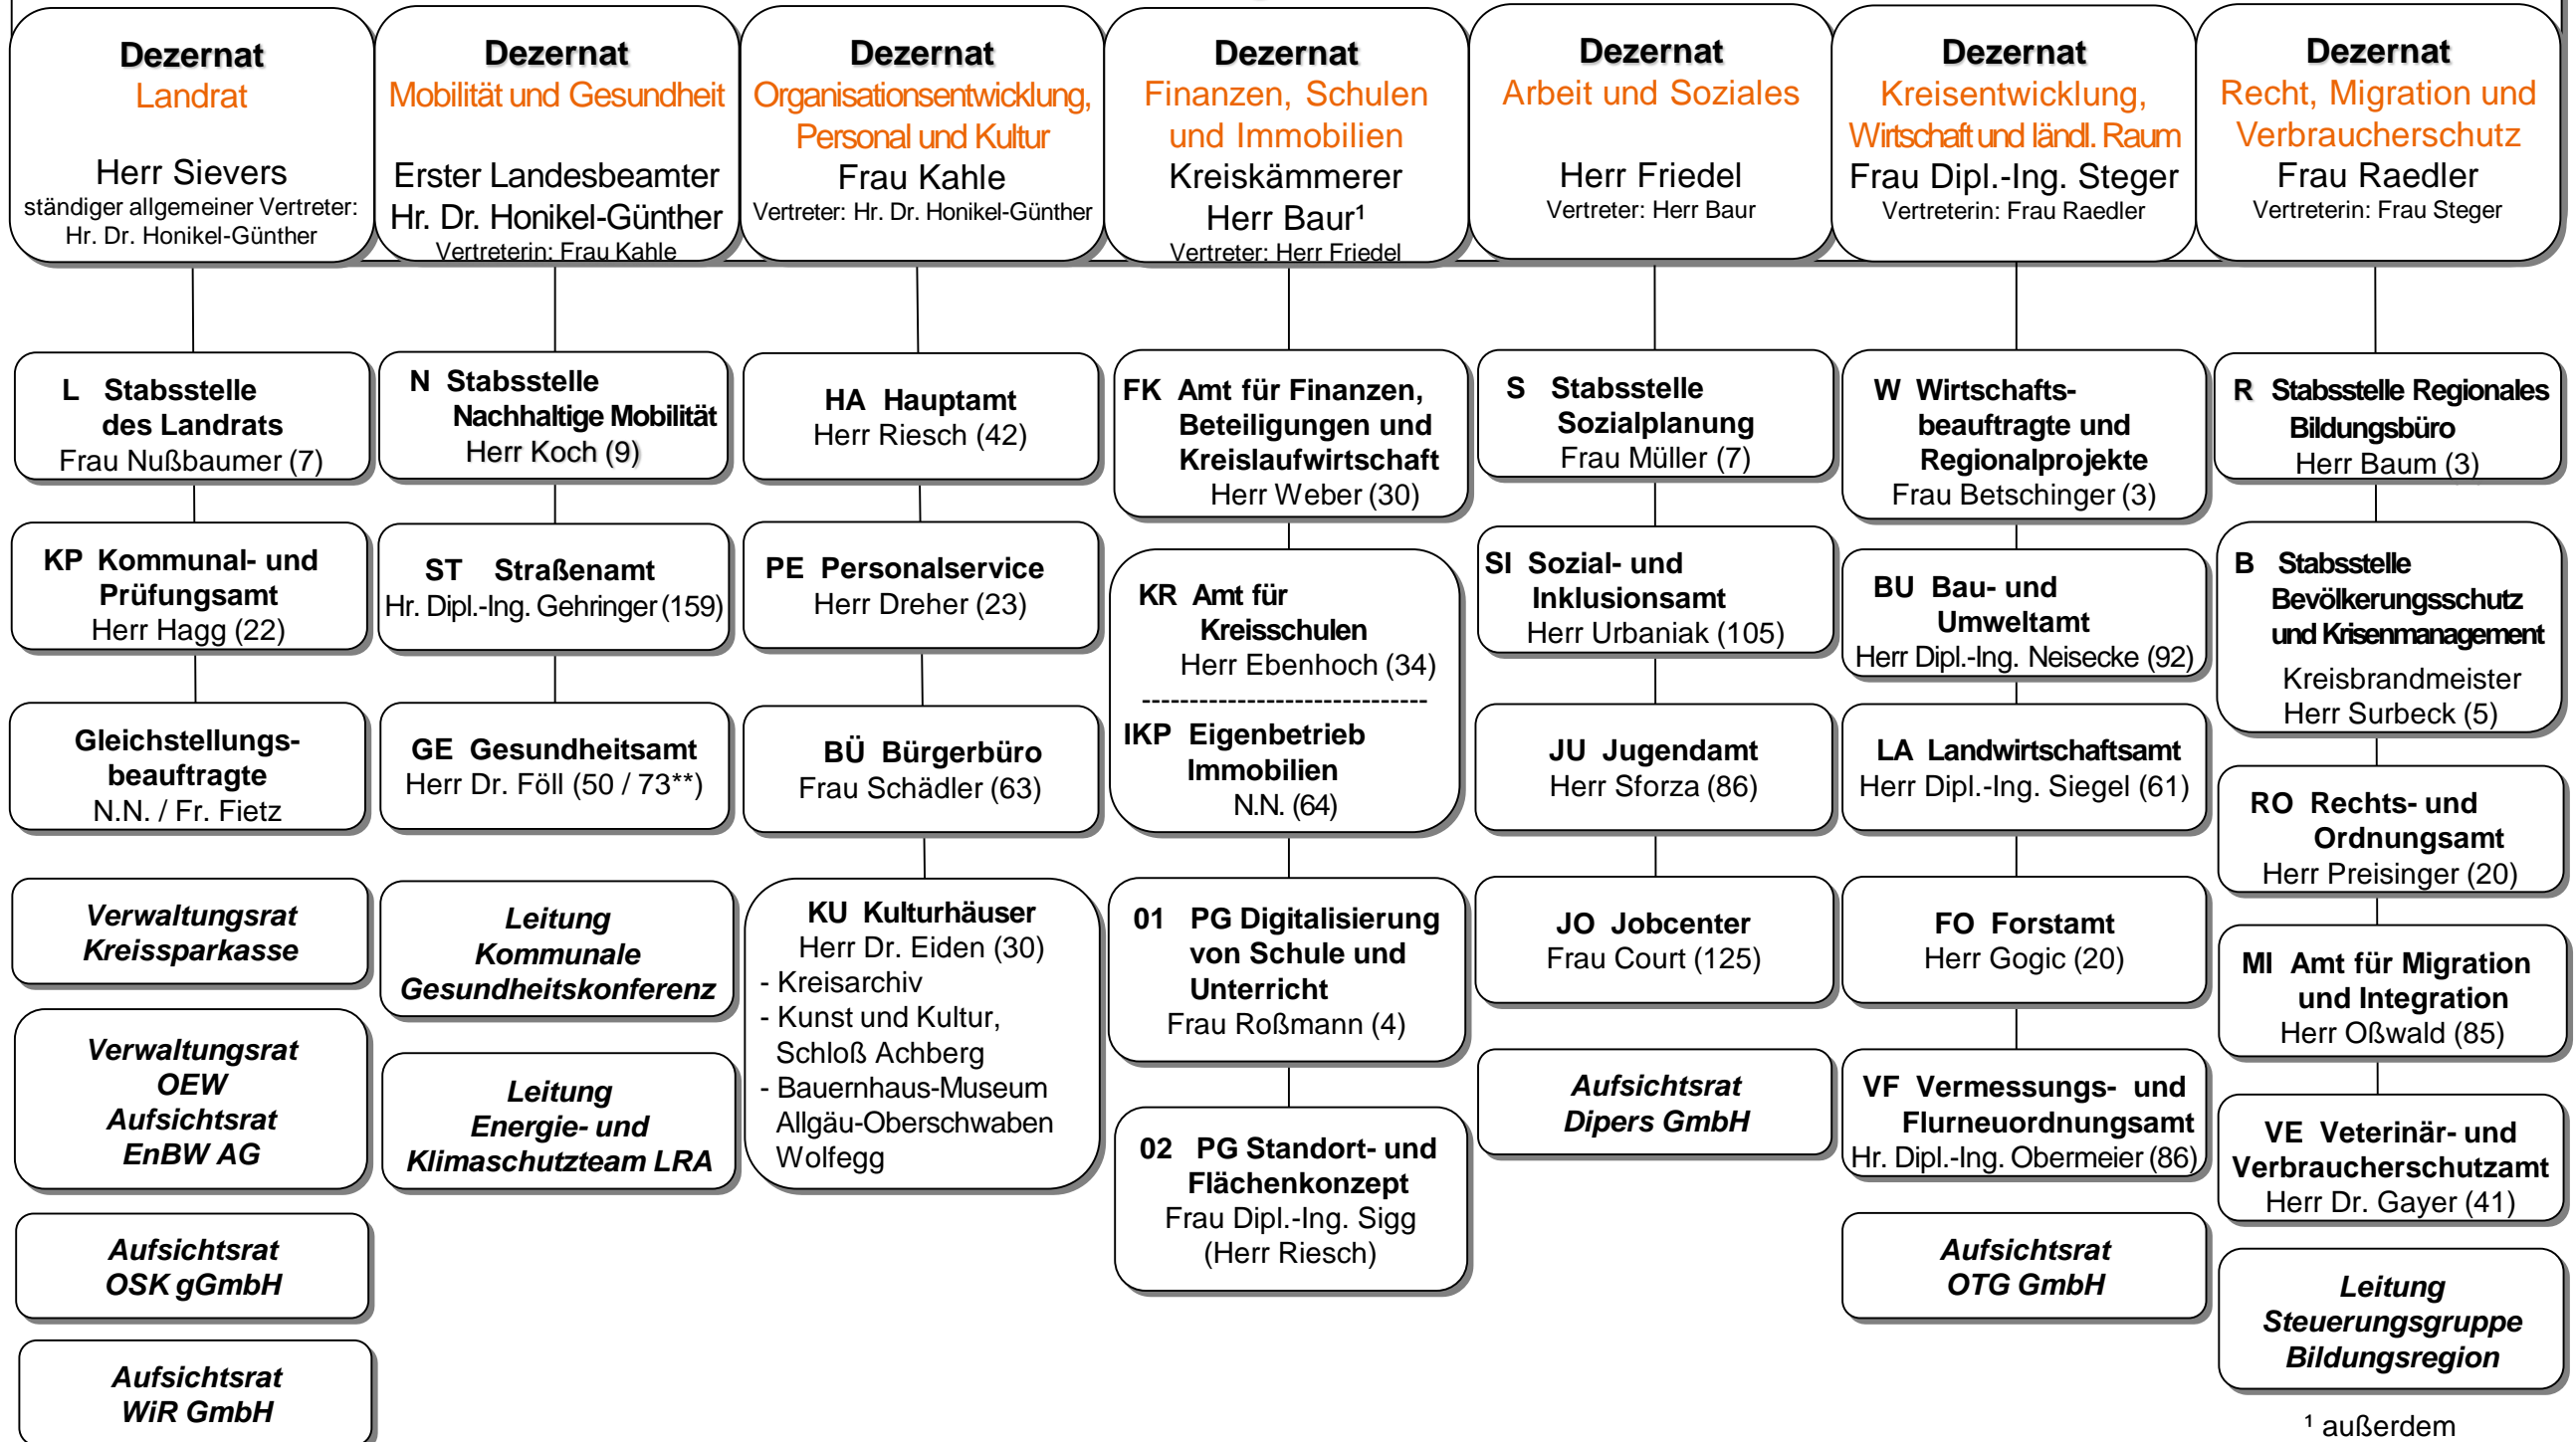 Dezernat
Landrat
Herr Sievers
ständiger allgemeiner Vertreter:
Hr. Dr. Honikel-Günther
L Stabsstelle
des Landrats
Frau Nußbaumer (7)
KP Kommunal- und
Prüfungsamt
Herr Hagg (22)
Gleichstellungs-
beauftragte
N.N. / Fr. Fietz
Verwaltungsrat
Kreissparkasse
Verwaltungsrat
OEW
Aufsichtsrat
EnBW AG
Aufsichtsrat
OSK gGmbH
Aufsichtsrat
WiR GmbH
Dezernat
Mobilität und Gesundheit
Erster Landesbeamter
Hr. Dr. Honikel-Günther
Vertreterin: Frau Kahle
N Stabsstelle
Nachhaltige Mobilität
Herr Koch (9)
ST Straßenamt
Hr. Dipl.-Ing. Gehringer (159)
GE Gesundheitsamt
Herr Dr. Föll (50 / 73**)
Leitung
Kommunale
Gesundheitskonferenz
Leitung
Energie- und
Klimaschutzteam LRA
Dezernat
Organisationsentwicklung,
Personal und Kultur
Frau Kahle
Vertreter: Hr. Dr. Honikel-Günther
HA Hauptamt
Herr Riesch (42)
PE Personalservice
Herr Dreher (23)
BÜ Bürgerbüro
Frau Schädler (63)
KU Kulturhäuser
Herr Dr. Eiden (30)
- Kreisarchiv
- Kunst und Kultur,
Schloß Achberg
- Bauernhaus-Museum
Allgäu-Oberschwaben
Wolfegg
Dezernat
Finanzen, Schulen
und Immobilien
Kreiskämmerer
Herr Baur¹
Vertreter: Herr Friedel
FK Amt für Finanzen,
Beteiligungen und
Kreislaufwirtschaft
Herr Weber (30)
KR Amt für
Kreisschulen
Herr Ebenhoch (34)
------------------------------
IKP Eigenbetrieb
Immobilien
N.N. (64)
01 PG Digitalisierung
von Schule und
Unterricht
Frau Roßmann (4)
02 PG Standort- und
Flächenkonzept
Frau Dipl.-Ing. Sigg
(Herr Riesch)
Dezernat
Arbeit und Soziales
Herr Friedel
Vertreter: Herr Baur
S Stabsstelle
Sozialplanung
Frau Müller (7)
SI Sozial- und
Inklusionsamt
Herr Urbaniak (105)
JU Jugendamt
Herr Sforza (86)
JO Jobcenter
Frau Court (125)
Aufsichtsrat
Dipers GmbH
Dezernat
Kreisentwicklung,
Wirtschaft und ländl. Raum
Frau Dipl.-Ing. Steger
Vertreterin: Frau Raedler
W Wirtschafts-
beauftragte und
Regionalprojekte
Frau Betschinger (3)
BU Bau- und
Umweltamt
Herr Dipl.-Ing. Neisecke (92)
LA Landwirtschaftsamt
Herr Dipl.-Ing. Siegel (61)
FO Forstamt
Herr Gogic (20)
VF Vermessungs- und
Flurneuordnungsamt
Hr. Dipl.-Ing. Obermeier (86)
Aufsichtsrat
OTG GmbH
Dezernat
Recht, Migration und
Verbraucherschutz
Frau Raedler
Vertreterin: Frau Steger
R Stabsstelle Regionales
Bildungsbüro
Herr Baum (3)
B Stabsstelle
Bevölkerungsschutz
und Krisenmanagement
Kreisbrandmeister
Herr Surbeck (5)
RO Rechts- und
Ordnungsamt
Herr Preisinger (20)
MI Amt für Migration
und Integration
Herr Oßwald (85)
VE Veterinär- und
Verbraucherschutzamt
Herr Dr. Gayer (41)
Leitung
Steuerungsgruppe
Bildungsregion
¹ außerdem